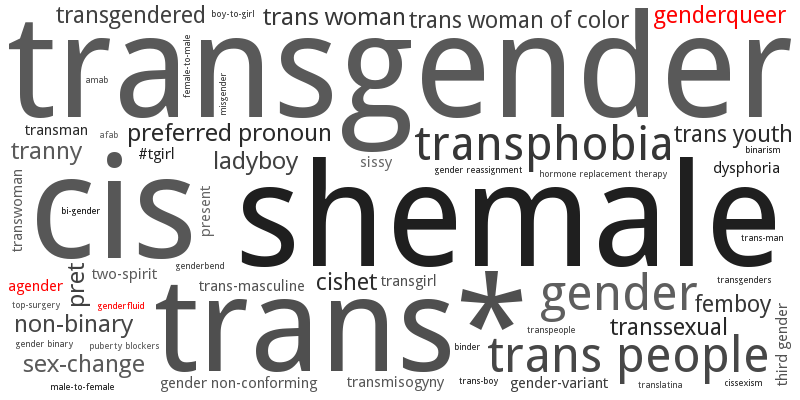 transgendered
boy-to-girl
trans woman
trans woman of color
genderqueer
transgender
amab
female-to-male
misgender
transman
afab
preferred pronoun
transphobia
trans youth
tranny
#tgirl
ladyboy
sissy
binarism
gender reassignment
hormone replacement therapy
dysphoria
cis
shemale
transwoman
bi-gender
present
trans-man
genderbend
two-spirit
pret
agender
trans-masculine
cishet
transgirl
transgenders
top-surgery
genderfluid
trans*
gender
femboy
non-binary
transpeople
transsexual
third gender
gender binary
puberty blockers
binder
trans people
sex-change
male-to-female
gender non-conforming
transmisogyny
trans-boy
gender-variant
translatina
cissexism